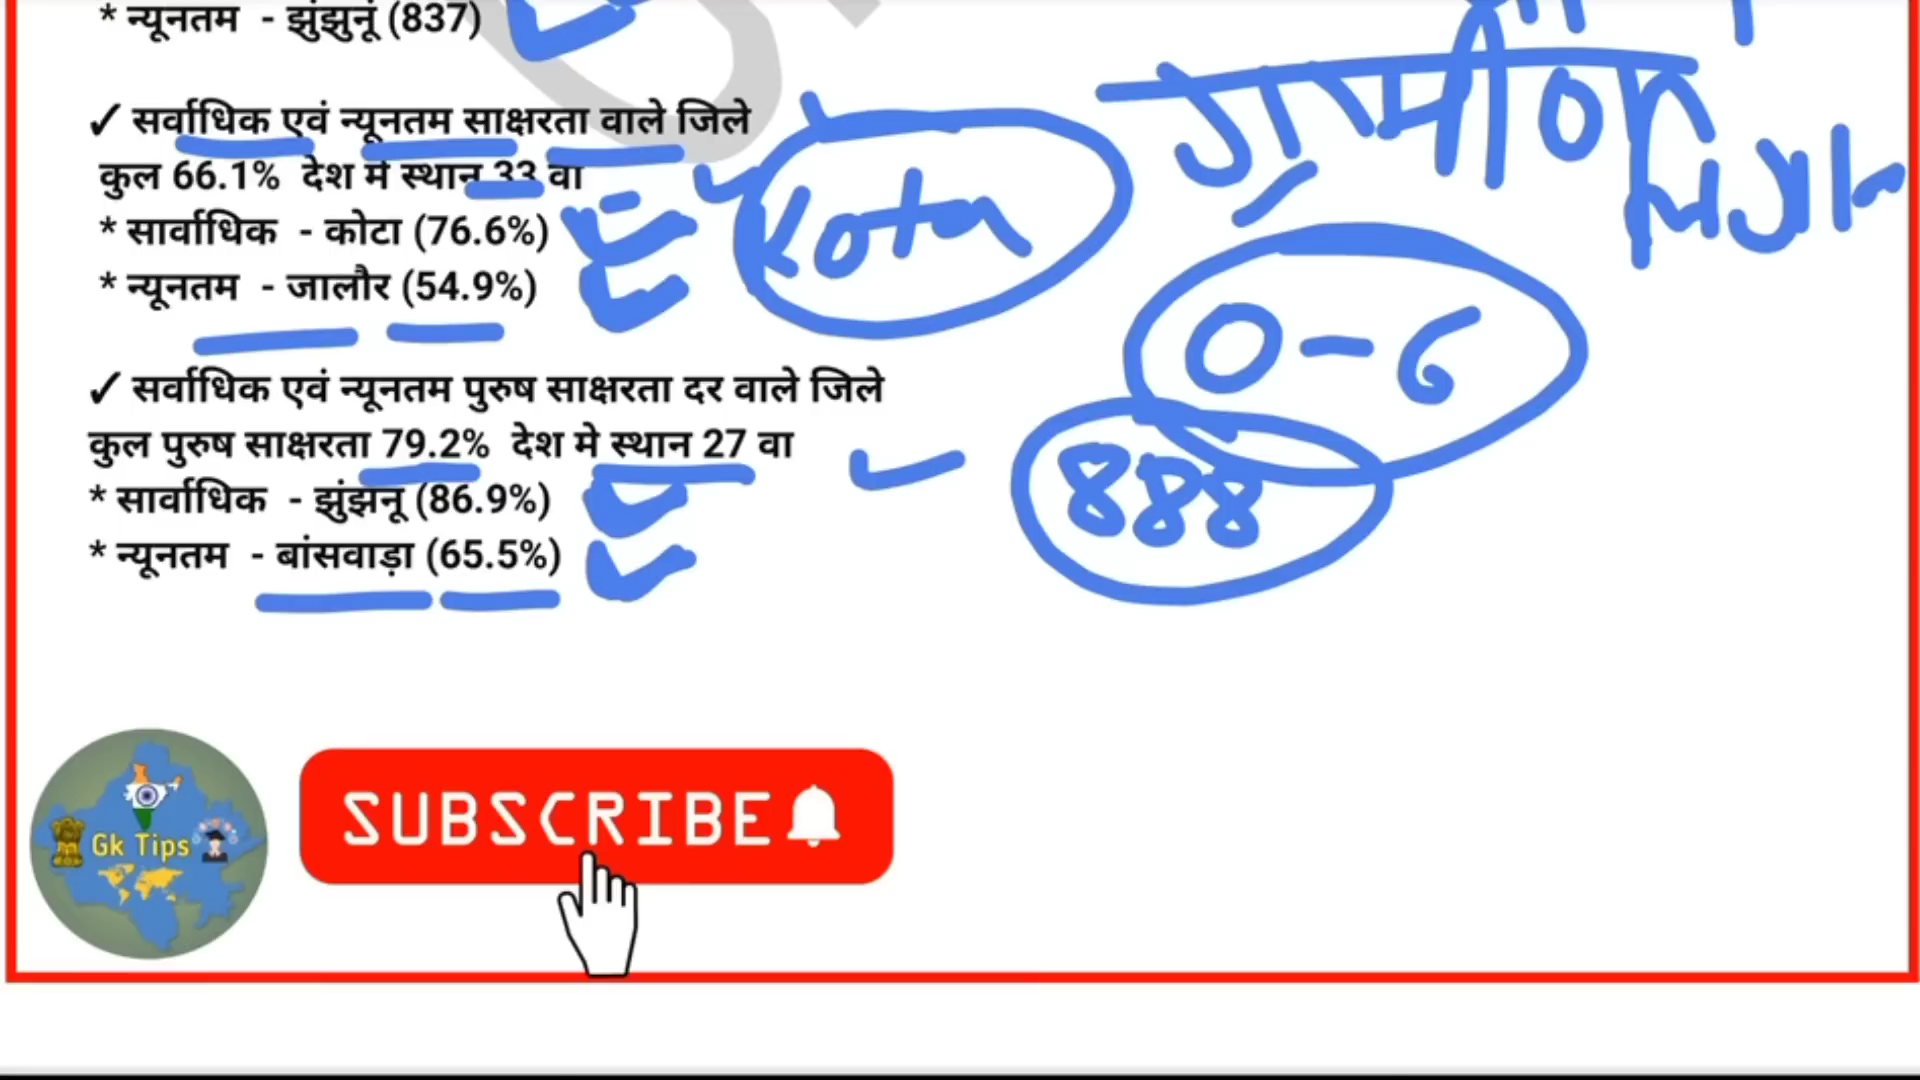 * न्यूनतम - झुंझुनूं (837)
✓ सर्वाधिक एवं न्यूनतम साक्षरता वाले जिले
कुल 66.1% देश मे स्थान 33 वा
* सार्वाधिक - कोटा (76.6%)
* न्यूनतम - जालौर (54.9%)
✓ सर्वाधिक एवं न्यूनतम पुरुष साक्षरता दर वाले जिले
कुल पुरुष साक्षरता 79.2% देश मे स्थान 27 वा
* सार्वाधिक - झुंझनू (86.9%)
* न्यूनतम - बांसवाड़ा (65.5%)
ग्रामीण
Kota
0-6
888
Gk Tips
SUBSCRIBE